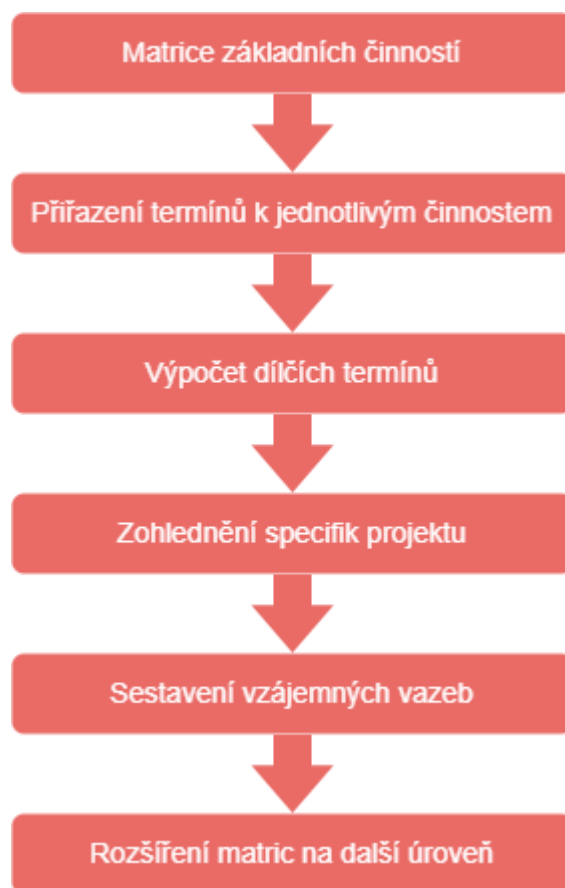 Matrice základních činností
Přiřazení termínů k jednotlivým činnostem
Výpočet dílčích termínů
Zohlednění specifik projektu
Sestavení vzájemných vazeb
Rozšíření matric na další úroveň